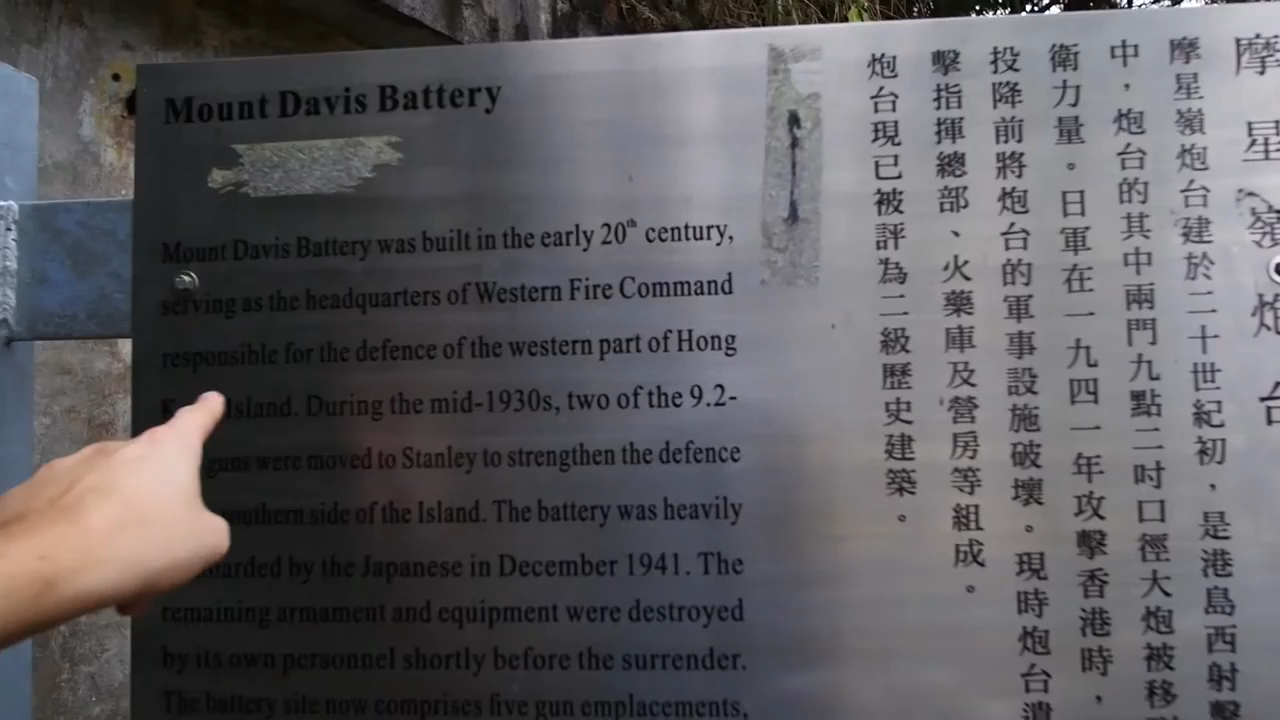 Mount Davis Battery
Mount Davis Battery was built in the early 20th century,
serving as the headquarters of Western Fire Command
responsible for the defence of the western part of Hong
Island. During the mid-1930s, two of the 9.2-
guns were moved to Stanley to strengthen the defence
southern side of the Island. The battery was heavily
by the Japanese in December 1941. The
remaining armament and equipment were destroyed
by its own personnel shortly before the surrender.
The battery site now comprises five gun emplacements,
摩星嶺炮台
摩星嶺炮台建於二十世紀初，是港島西射擊
中，炮台的其中兩門九點二吋口徑大炮被移
衛力量。日軍在一九四一年攻擊香港時，
投降前將炮台的軍事設施破壞。現時炮台遺
擊指揮總部、火藥庫及營房等組成。
炮台現已被評為二級歷史建築。